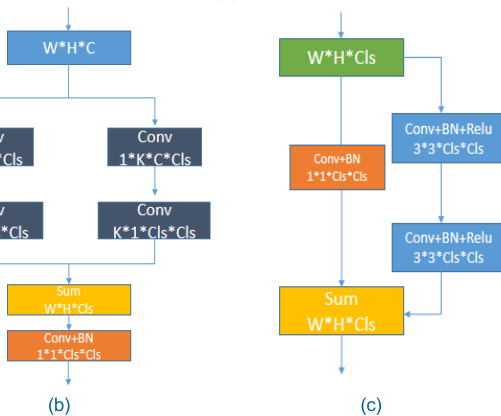 W*H*C
Conv
1*K*C*Cls
*Cls
Conv
K*1*Cls*Cls
*Cls
Sum
W*H*Cls
Conv+BN
1*1*Cls*Cls
(b)
W*H*Cls
Conv+BN+Relu
3*3*Cls*Cls
Conv+BN
1*1*Cls*Cls
Conv+BN+Relu
3*3*Cls*Cls
Sum
W*H*Cls
(c)